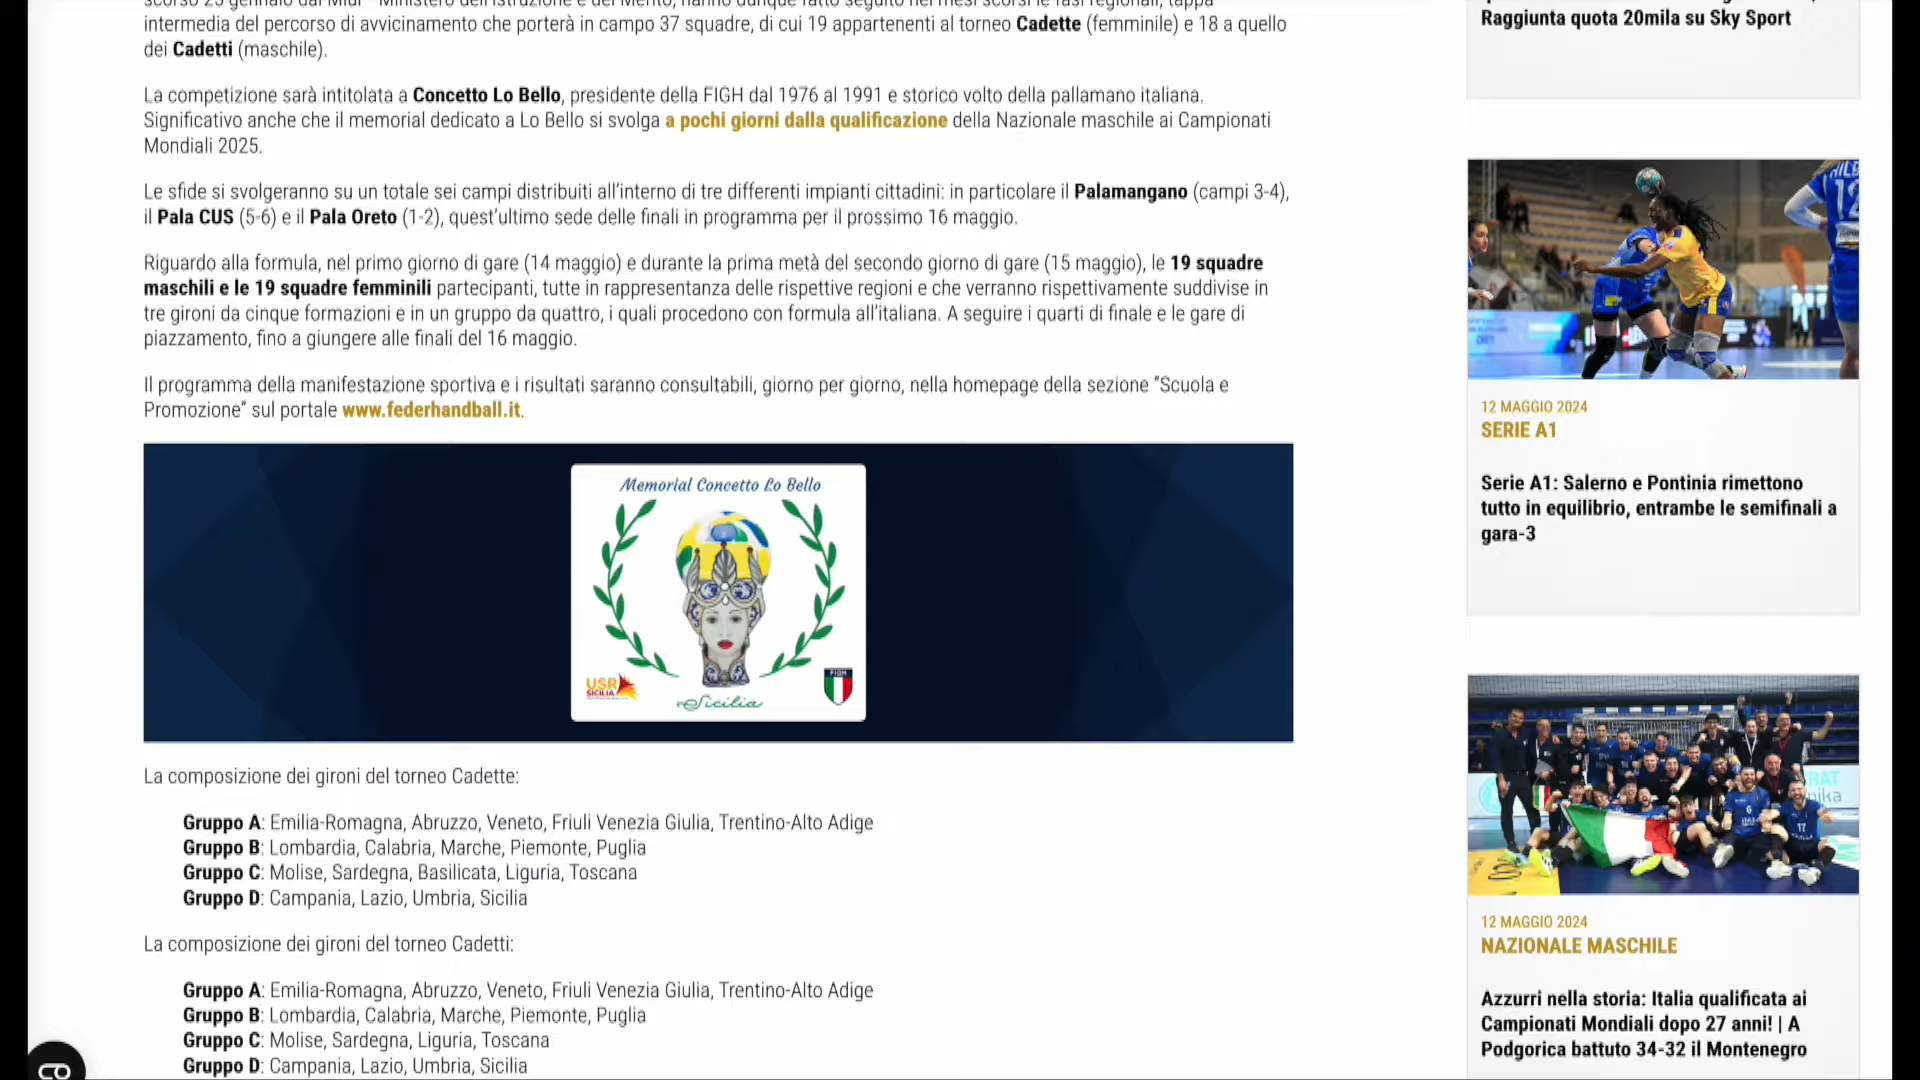 intermedia del percorso di avvicinamento che porterà in campo 37 squadre, di cui 19 appartenenti al torneo Cadette (femminile) e 18 a quello
dei Cadetti (maschile).
La competizione sarà intitolata a Concetto Lo Bello, presidente della FIGH dal 1976 al 1991 e storico volto della pallamano italiana.
Significativo anche che il memorial dedicato a Lo Bello si svolga a pochi giorni dalla qualificazione della Nazionale maschile ai Campionati
Mondiali 2025.
Le sfide si svolgeranno su un totale sei campi distribuiti all'interno di tre differenti impianti cittadini: in particolare il Palamangano (campi 3-4),
il Pala CUS (5-6) e il Pala Oreto (1-2), quest'ultimo sede delle finali in programma per il prossimo 16 maggio.
Riguardo alla formula, nel primo giorno di gare (14 maggio) e durante la prima metà del secondo giorno di gare (15 maggio), le 19 squadre
maschili e le 19 squadre femminili partecipanti, tutte in rappresentanza delle rispettive regioni e che verranno rispettivamente suddivise in
tre gironi da cinque formazioni e in un gruppo da quattro, i quali procedono con formula all'italiana. A seguire i quarti di finale e le gare di
piazzamento, fino a giungere alle finali del 16 maggio.
Il programma della manifestazione sportiva e i risultati saranno consultabili, giorno per giorno, nella homepage della sezione "Scuola e
Promozione" sul portale www.federhandball.it.
Memorial Concetto Lo Bello
USR
SICILIA
FIGH
Sicilia
La composizione dei gironi del torneo Cadette:
Gruppo A: Emilia-Romagna, Abruzzo, Veneto, Friuli Venezia Giulia, Trentino-Alto Adige
Gruppo B: Lombardia, Calabria, Marche, Piemonte, Puglia
Gruppo C: Molise, Sardegna, Basilicata, Liguria, Toscana
Gruppo D: Campania, Lazio, Umbria, Sicilia
La composizione dei gironi del torneo Cadetti:
Gruppo A: Emilia-Romagna, Abruzzo, Veneto, Friuli Venezia Giulia, Trentino-Alto Adige
Gruppo B: Lombardia, Calabria, Marche, Piemonte, Puglia
Gruppo C: Molise, Sardegna, Liguria, Toscana
Gruppo D: Campania, Lazio, Umbria, Sicilia
Raggiunta quota 20mila su Sky Sport
12
12 MAGGIO 2024
SERIE A1
Serie A1: Salerno e Pontinia rimettono
tutto in equilibrio, entrambe le semifinali a
gara-3
17
12 MAGGIO 2024
NAZIONALE MASCHILE
Azzurri nella storia: Italia qualificata ai
Campionati Mondiali dopo 27 anni! | A
Podgorica battuto 34-32 il Montenegro